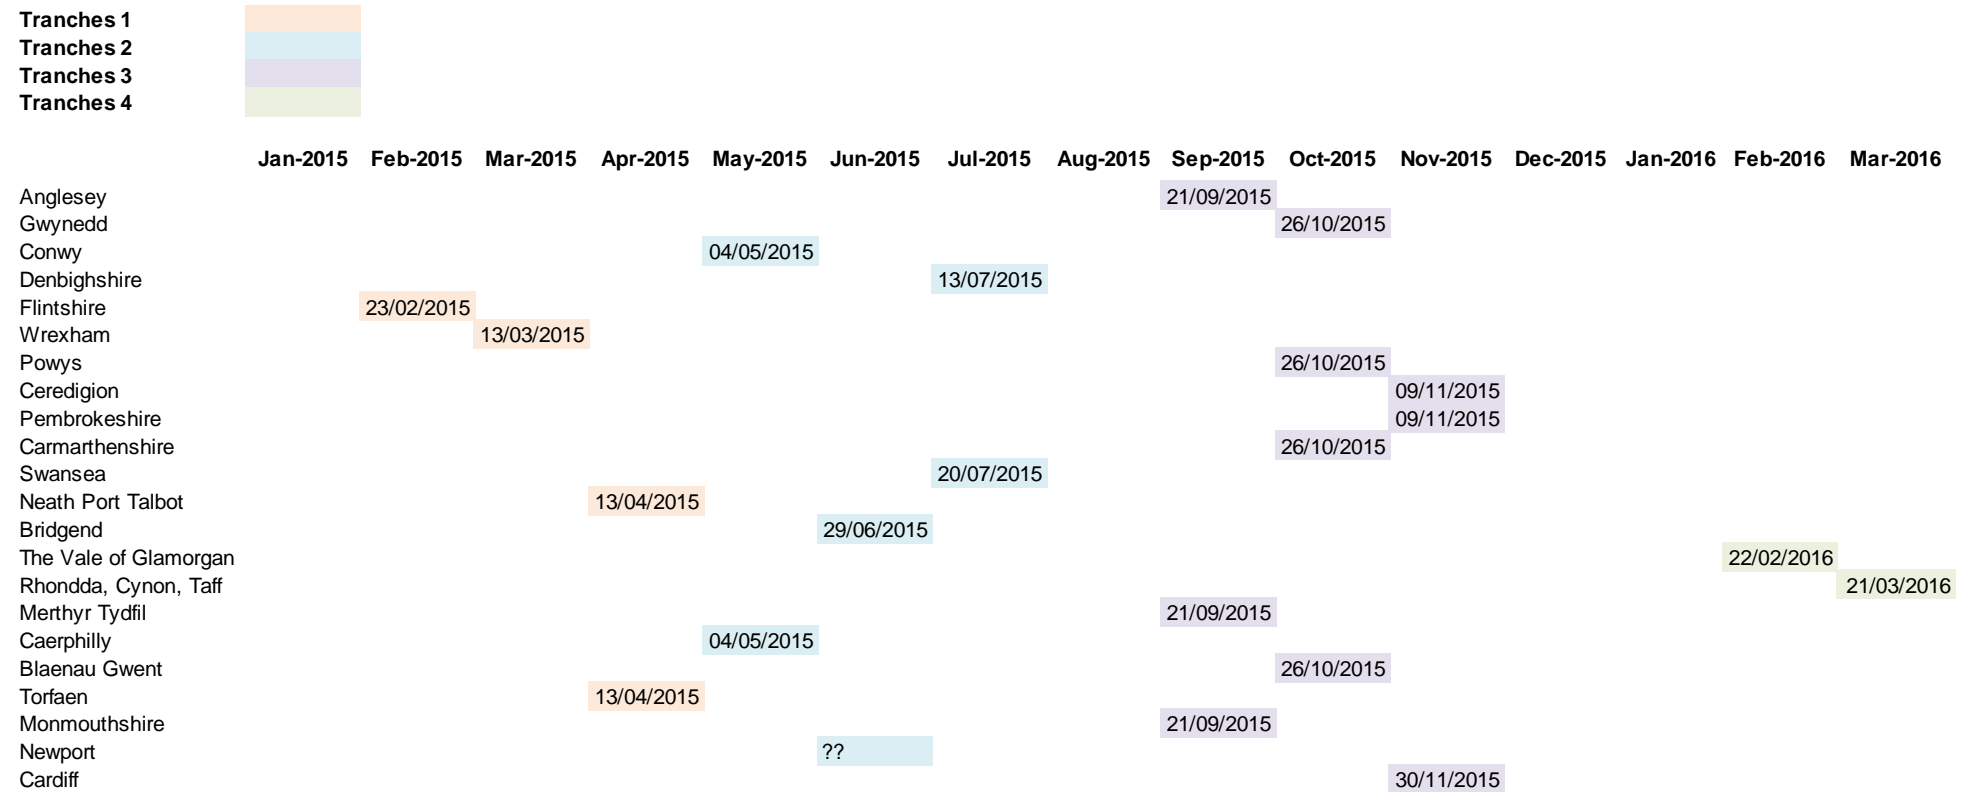 Tranches 1
Tranches 2
Tranches 3
Tranches 4
Jan-2015 Feb-2015 Mar-2015 Apr-2015 May-2015 Jun-2015 Jul-2015 Aug-2015 Sep-2015 Oct-2015 Nov-2015 Dec-2015 Jan-2016 Feb-2016 Mar-2016
Anglesey 21/09/2015
Gwynedd 26/10/2015
Conwy 04/05/2015
Denbighshire 13/07/2015
Flintshire 23/02/2015
Wrexham 13/03/2015
Powys 26/10/2015
Ceredigion 09/11/2015
Pembrokeshire 09/11/2015
Carmarthenshire 26/10/2015
Swansea 20/07/2015
Neath Port Talbot 13/04/2015
Bridgend 29/06/2015
The Vale of Glamorgan 22/02/2016
Rhondda, Cynon, Taff 21/03/2016
Merthyr Tydfil 21/09/2015
Caerphilly 04/05/2015
Blaenau Gwent 26/10/2015
Torfaen 13/04/2015
Monmouthshire 21/09/2015
Newport ??
Cardiff 30/11/2015